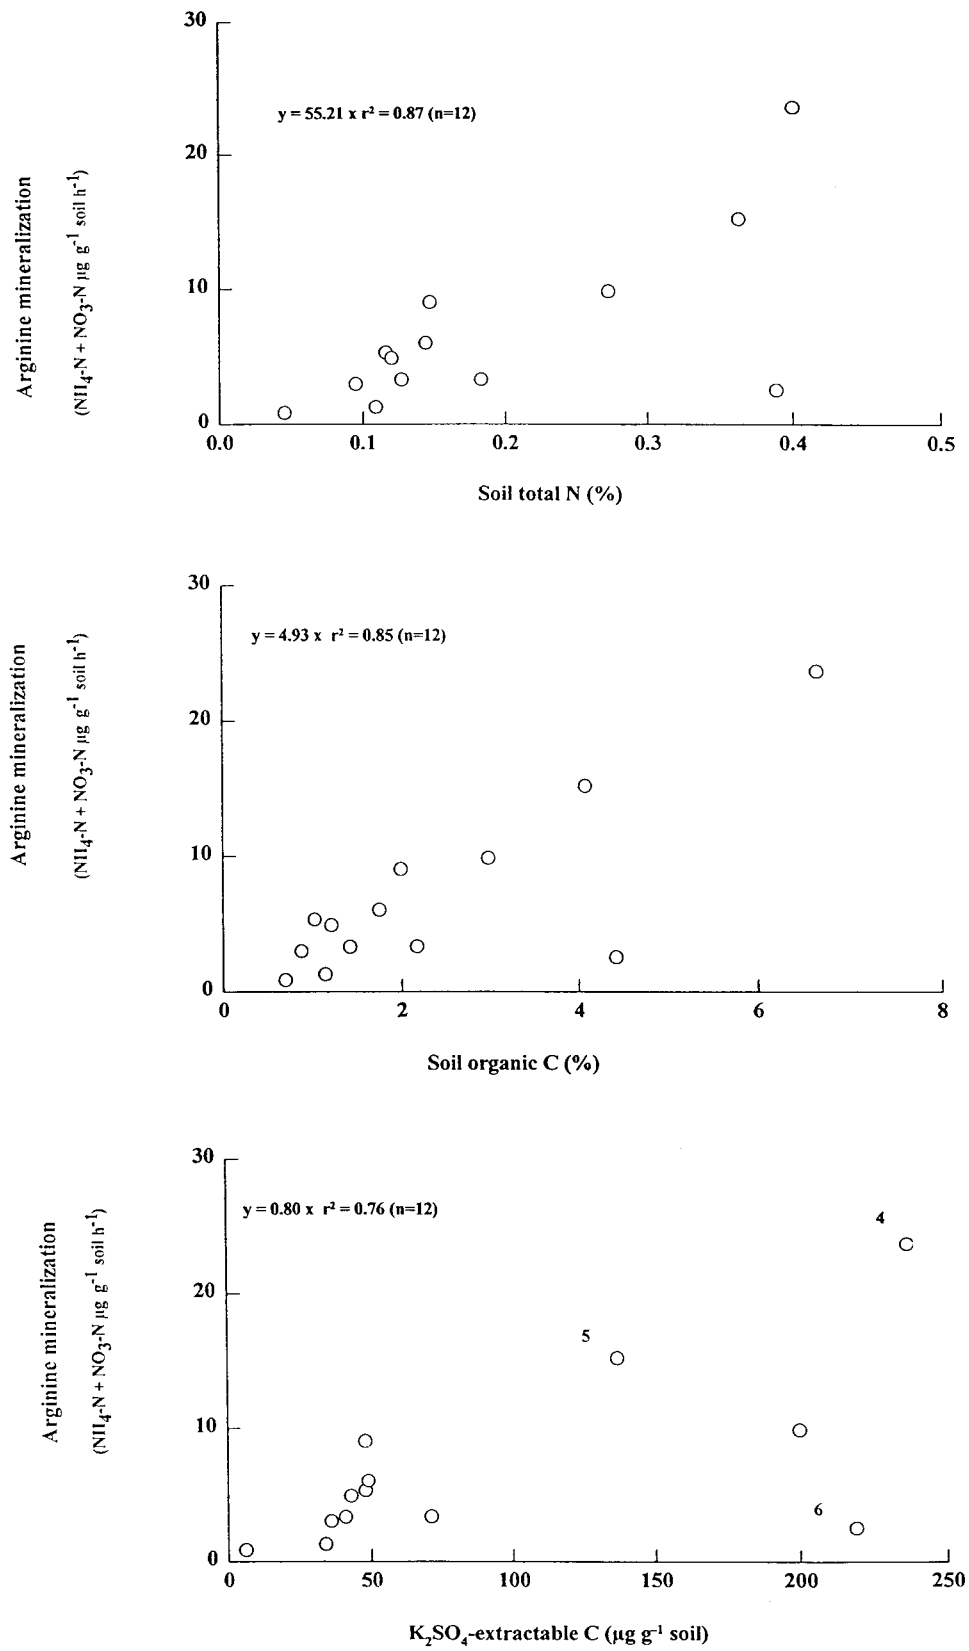 30
y = 55.21 x r² = 0.87 (n=12)
20
10
0
0.0 0.1 0.2 0.3 0.4 0.5
Arginine mineralization
(NH₄-N + NO₃-N µg g⁻¹ soil h⁻¹)
Soil total N (%)
30
y = 4.93 x r² = 0.85 (n=12)
20
10
0
0 2 4 6 8
Arginine mineralization
(NH₄-N + NO₃-N µg g⁻¹ soil h⁻¹)
Soil organic C (%)
30
y = 0.80 x r² = 0.76 (n=12)
4
20
5
10
6
0
0 50 100 150 200 250
Arginine mineralization
(NH₄-N + NO₃-N µg g⁻¹ soil h⁻¹)
K₂SO₄-extractable C (µg g⁻¹ soil)